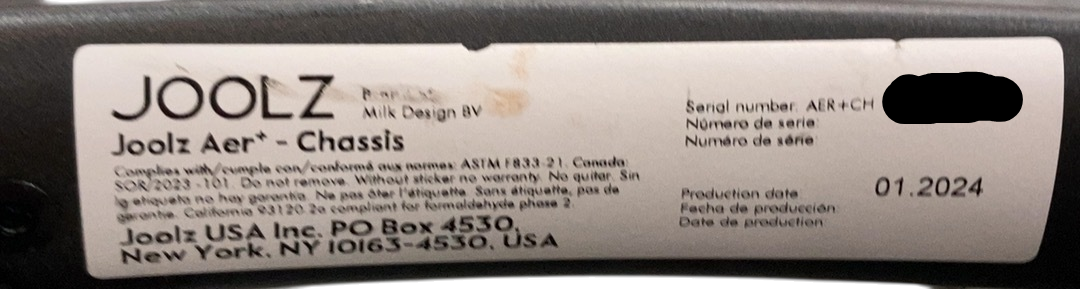 JOOLZ
Milk Design BV
Joolz Aer+ - Chassis
Complies with/cumple con/conformé aux normes: ASTM F833-21. Canada:
SOR/2023 -101. Do not remove. Without sticker no warranty. No quitar. Sin
la etiqueta no hay garantía. Ne pas ôter l'étiquette. Sans étiquette, pas de
garantie. California 93120.2a compliant for formaldehyde phase 2.
Joolz USA Inc. PO Box 4530,
New York, NY 10163-4530, USA
Serial number: AER+CH
Número de serie:
Numéro de série:
Production date: 01.2024
Fecha de producción:
Date de production: